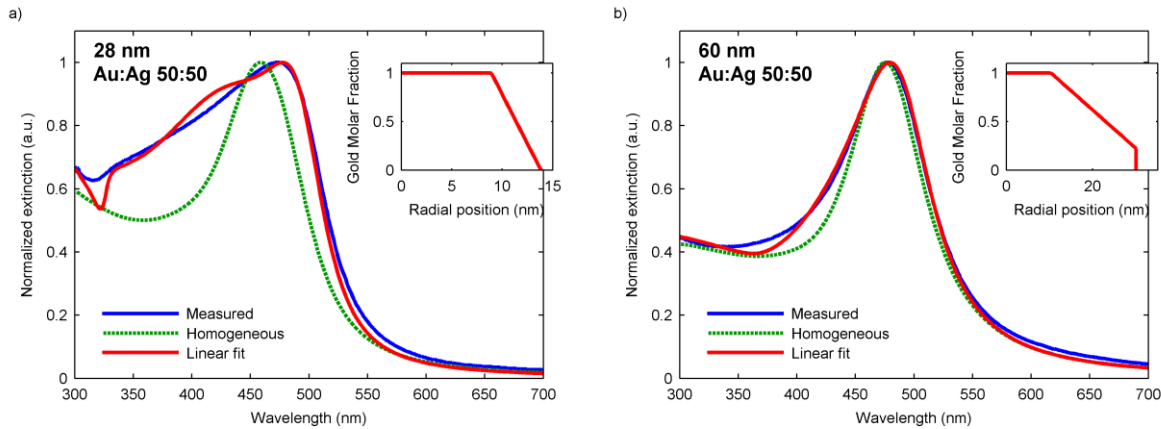 a)
28 nm
Au:Ag 50:50
Normalized extinction (a.u.)
1
0.8
0.6
0.4
0.2
0
300 350 400 450 500 550 600 650 700
Wavelength (nm)
Measured
Homogeneous
Linear fit
Gold Molar Fraction
1
0.5
0
0 5 10 15
Radial position (nm)
b)
60 nm
Au:Ag 50:50
Normalized extinction (a.u.)
1
0.8
0.6
0.4
0.2
0
300 350 400 450 500 550 600 650 700
Wavelength (nm)
Measured
Homogeneous
Linear fit
Gold Molar Fraction
1
0.5
0
0 20
Radial position (nm)